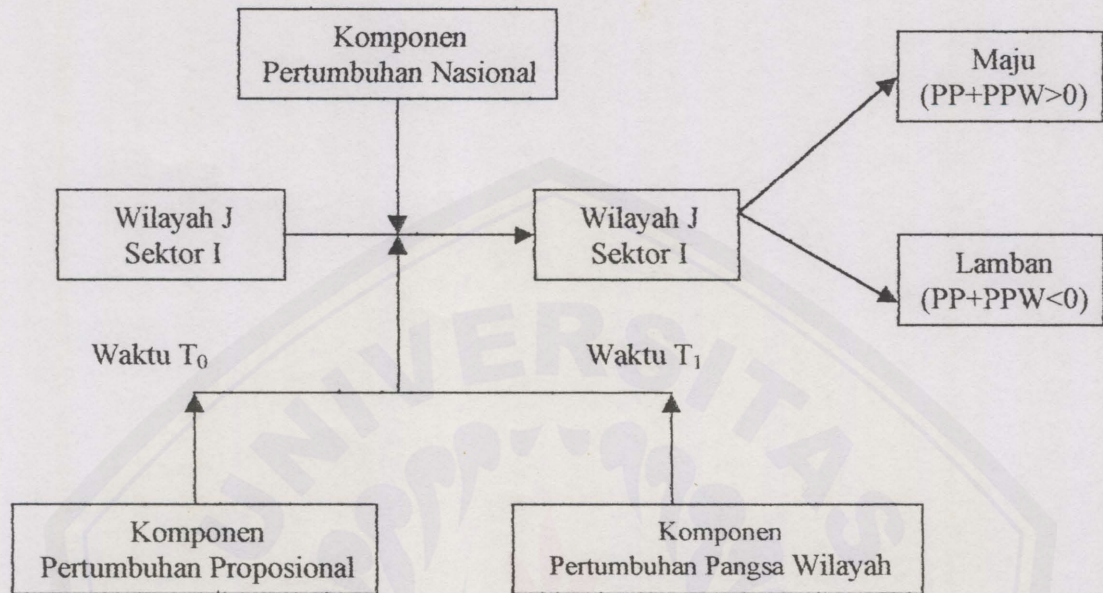 Komponen
Pertumbuhan Nasional
Maju
(PP+PPW>0)
Wilayah J
Sektor I
Wilayah J
Sektor I
Lamban
(PP+PPW<0)
Waktu T₀
Waktu T₁
UNIVERSITAS
Komponen
Pertumbuhan Proposional
Komponen
Pertumbuhan Pangsa Wilayah